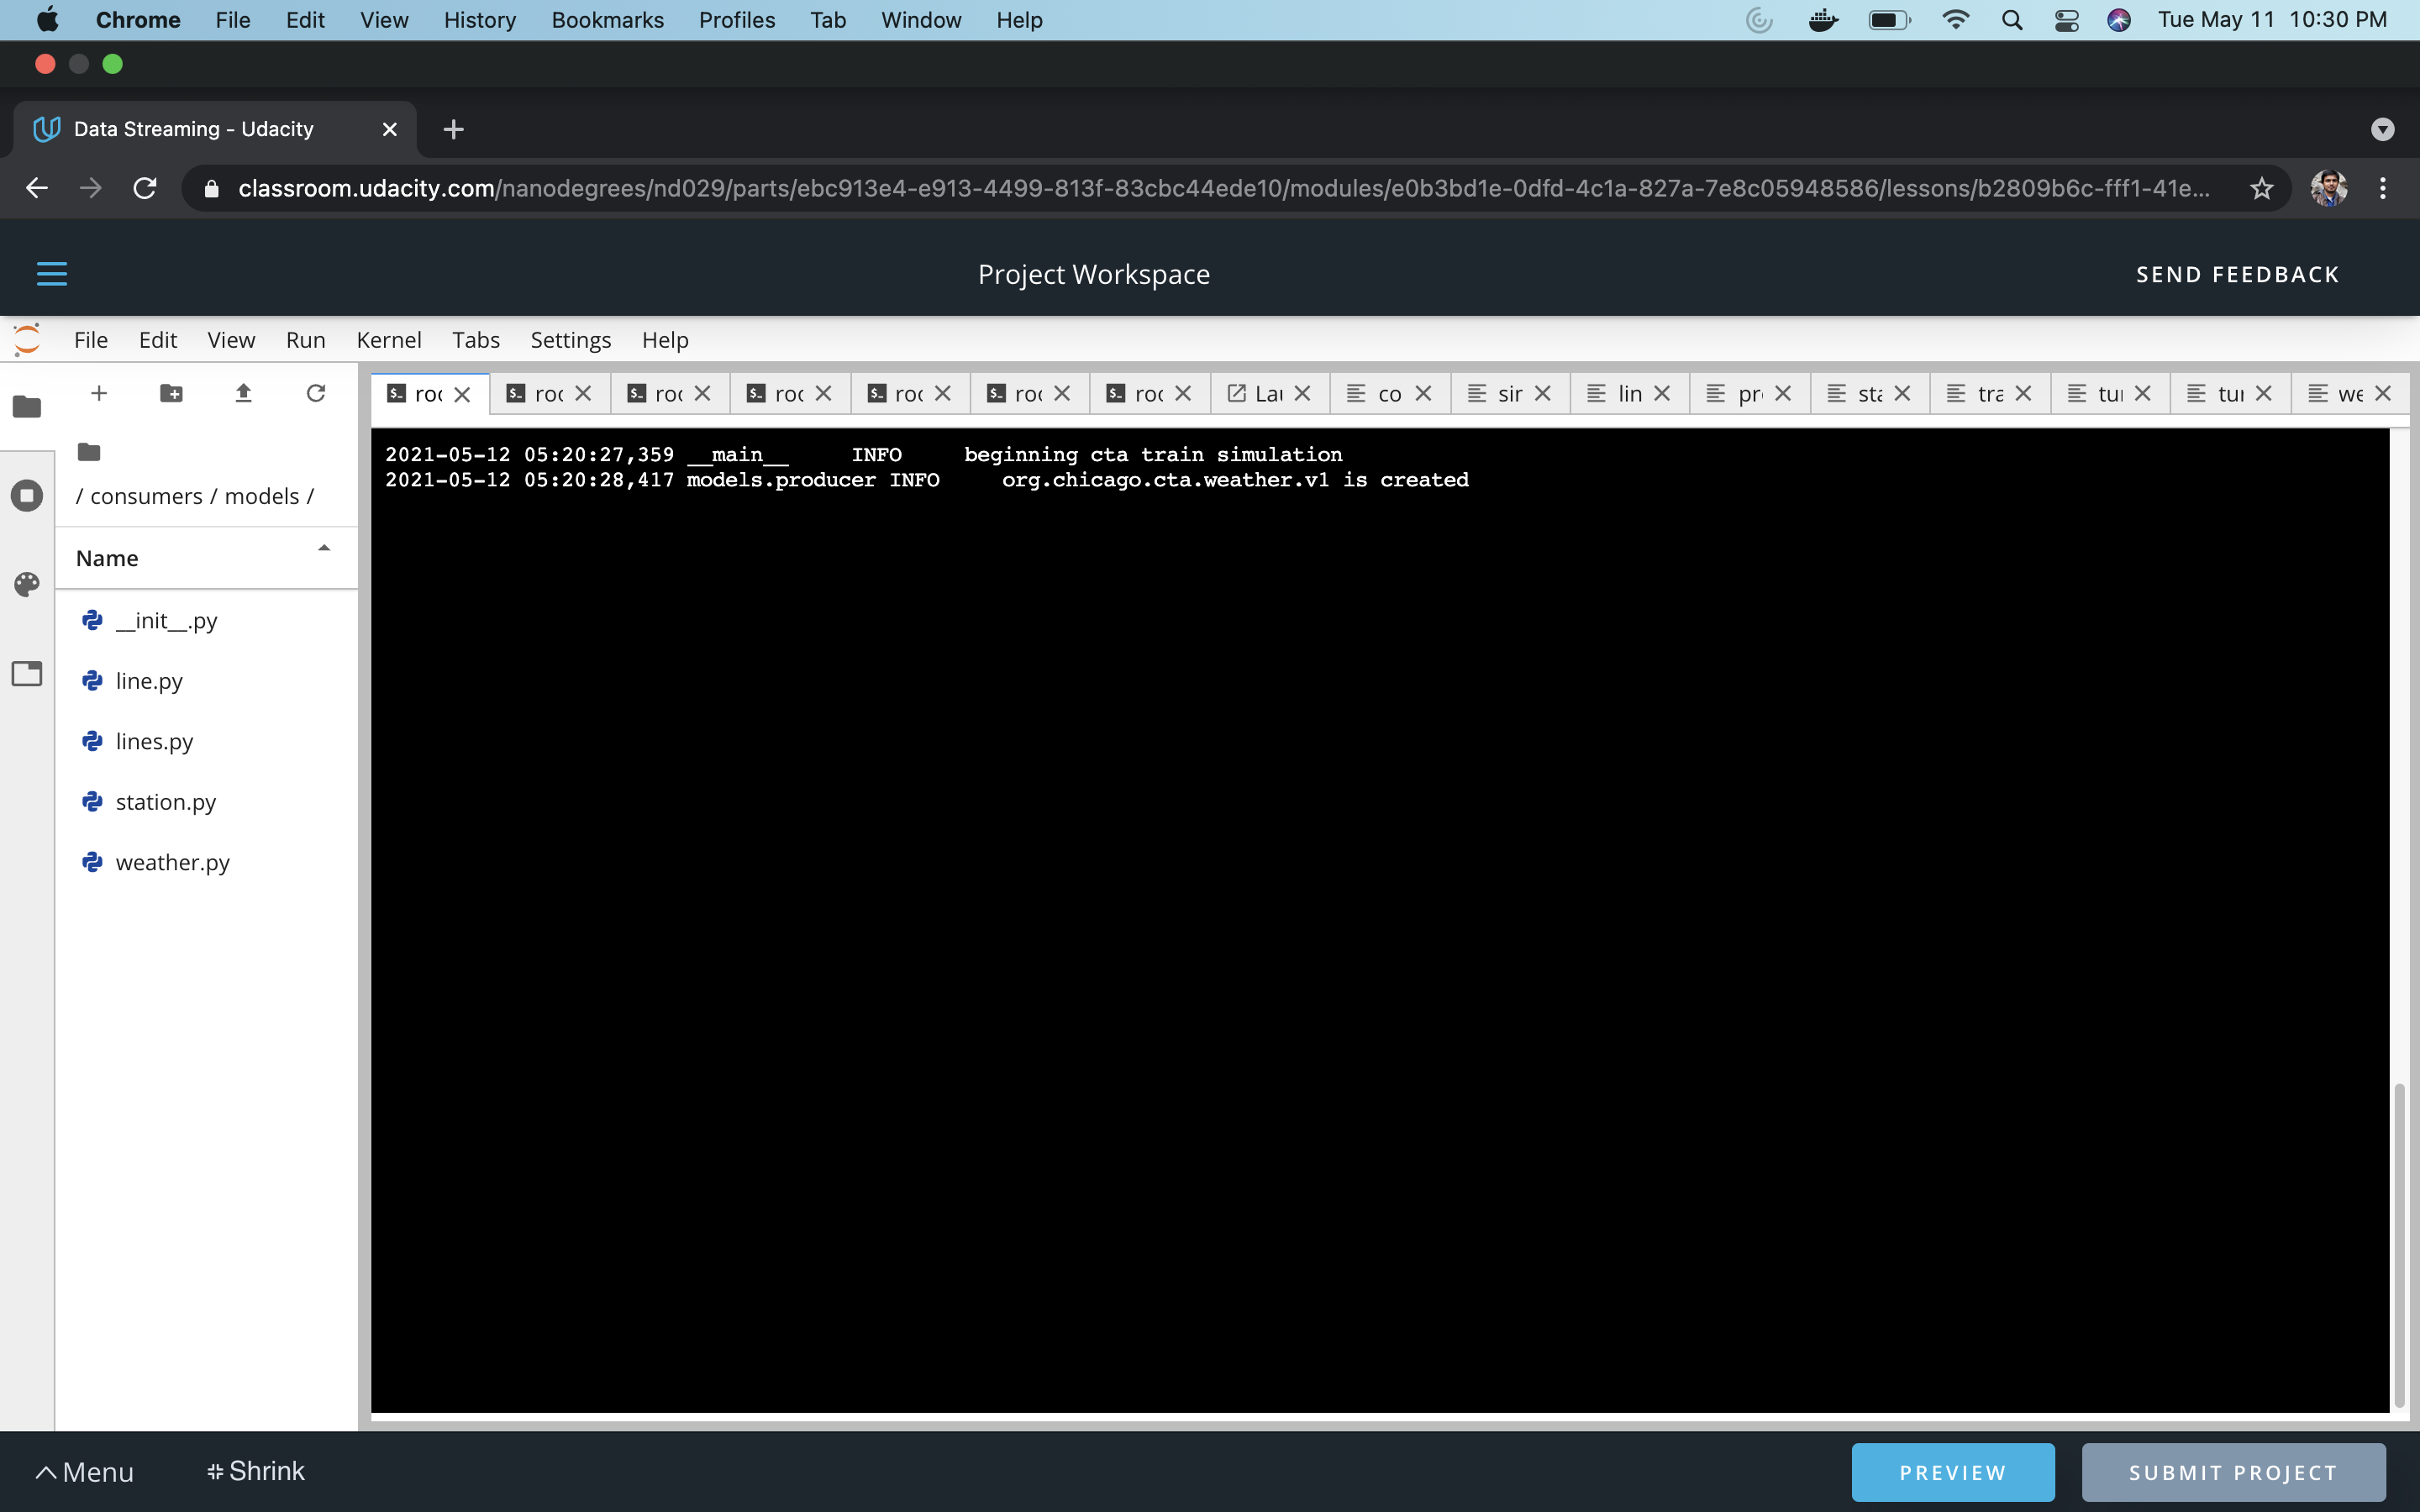 Chrome File Edit View History Bookmarks Profiles Tab Window Help Tue May 11 10:30 PM
Data Streaming - Udacity
classroom.udacity.com/nanodegrees/nd029/parts/ebc913e4-e913-4499-813f-83cbc44ede10/modules/e0b3bd1e-0dfd-4c1a-827a-7e8c05948586/lessons/b2809b6c-fff1-41e...
Project Workspace SEND FEEDBACK
File Edit View Run Kernel Tabs Settings Help
roc roc roc roc roc roc roc Lau co sir lin pr sta tra tur tur we
2021-05-12 05:20:27,359 __main__ INFO beginning cta train simulation
2021-05-12 05:20:28,417 models.producer INFO org.chicago.cta.weather.v1 is created
/ consumers / models /
Name
__init__.py
line.py
lines.py
station.py
weather.py
Menu Shrink PREVIEW SUBMIT PROJECT